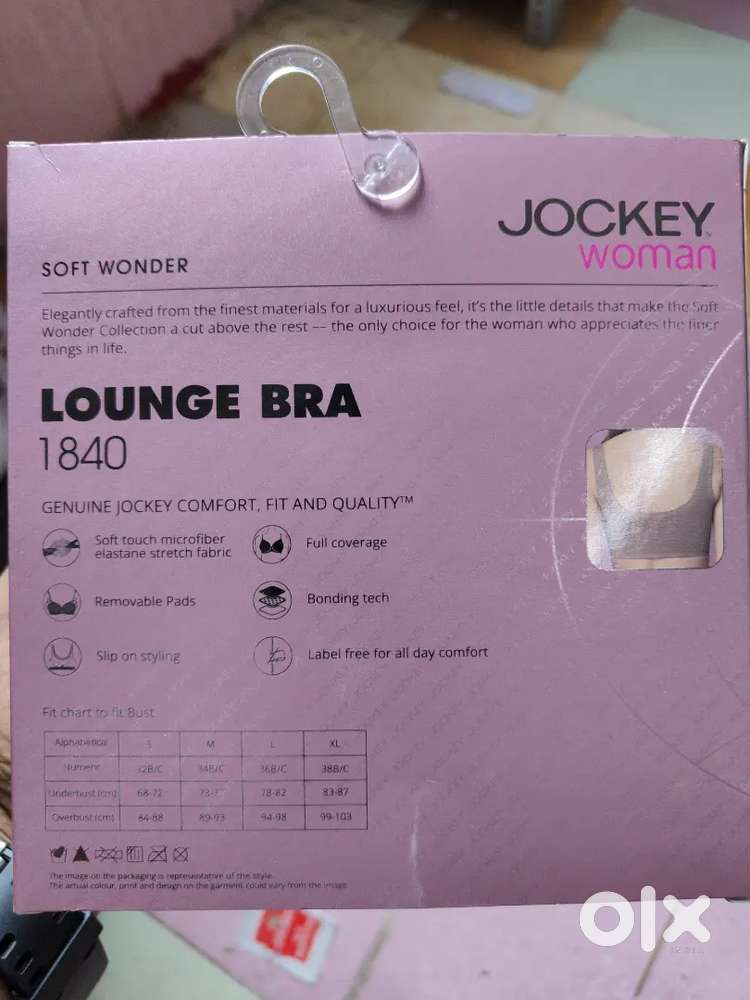 JOCKEY
woman
SOFT WONDER
Elegantly crafted from the finest materials for a luxurious feel, it's the little details that make the Soft
Wonder Collection a cut above the rest -- the only choice for the woman who appreciates the finer
things in life.
LOUNGE BRA
1840
GENUINE JOCKEY COMFORT, FIT AND QUALITY™
Soft touch microfiber
elastane stretch fabric
Full coverage
Removable Pads
Bonding tech
Slip on styling
Label free for all day comfort
Fit chart to fit Bust
Alphabetical S M L XL
Numeric 32B/C 34B/C 36B/C 38B/C
Underbust(cm) 68-72 78-82 83-87
Overbust(cm) 84-88 89-93 94-98 99-103
The image on the packaging is representative of the style.
The actual colour, print and design on the garment could vary from the image
olx